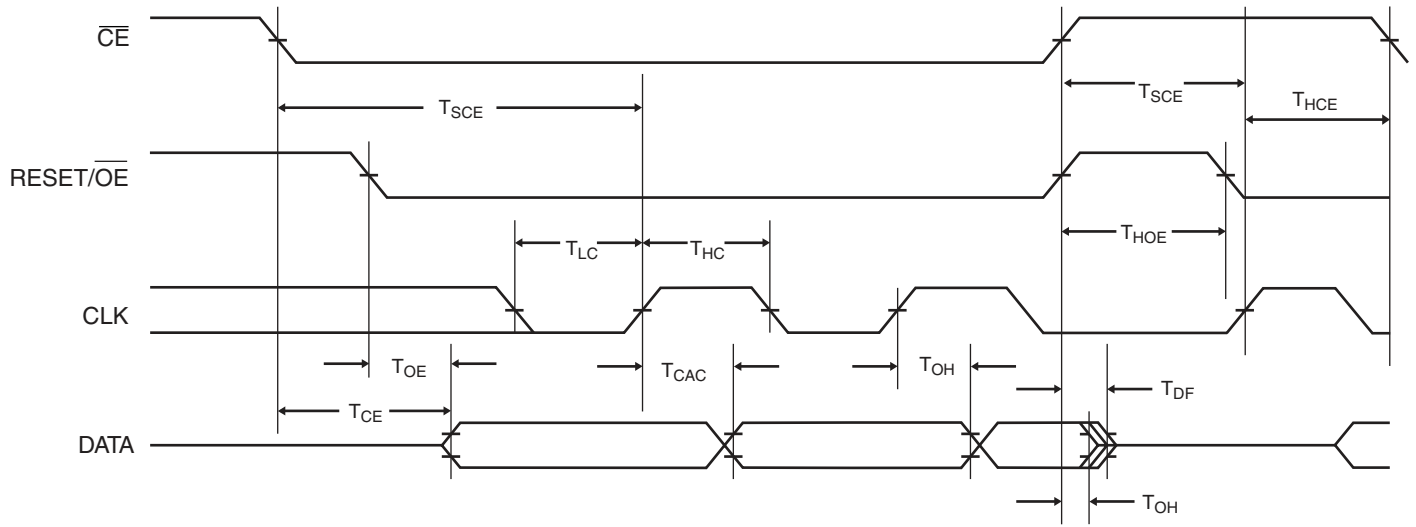 CE
T_SCE
T_SCE
T_HCE
RESET/OE
T_LC
T_HC
T_HOE
CLK
T_OE
T_CAC
T_OH
T_DF
T_CE
DATA
T_OH